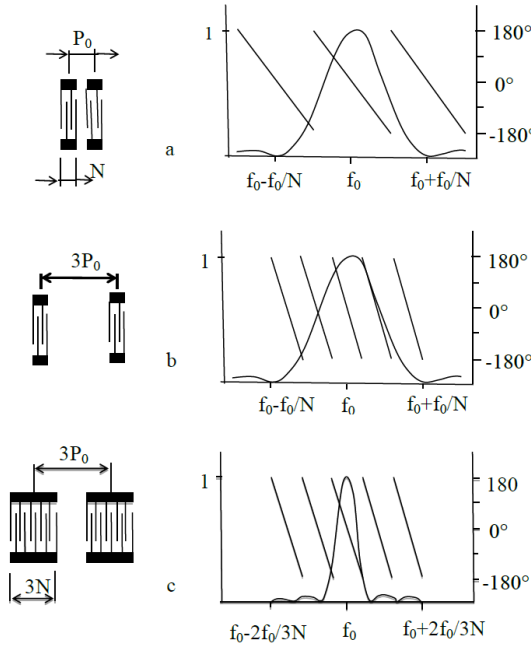 P₀
N
a
1
180°
0°
-180°
f₀-f₀/N
f₀
f₀+f₀/N
3P₀
b
1
180°
0°
-180°
f₀-f₀/N
f₀
f₀+f₀/N
3P₀
3N
c
1
180
0°
-180°
f₀-2f₀/3N
f₀
f₀+2f₀/3N